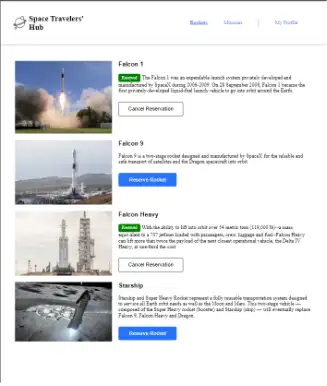 Space Travelers'
Hub
Rockets
Missions
My Profile
Falcon 1
Reserved The Falcon 1 was an expendable launch system privately developed and
manufactured by SpaceX during 2006-2009. On 28 September 2008, Falcon 1 became the
first privately-developed liquid-fuel launch vehicle to go into orbit around the Earth.
Cancel Reservation
Falcon 9
Falcon 9 is a two-stage rocket designed and manufactured by SpaceX for the reliable and
safe transport of satellites and the Dragon spacecraft into orbit.
Reserve Rocket
Falcon Heavy
Reserved With the ability to lift into orbit over 54 metric tons (119,000 lb)--a mass
equivalent to a 737 jetliner loaded with passengers, crew, luggage and fuel--Falcon Heavy
can lift more than twice the payload of the next closest operational vehicle, the Delta IV
Heavy, at one-third the cost.
Cancel Reservation
Starship
Starship and Super Heavy Rocket represent a fully reusable transportation system designed
to service all Earth orbit needs as well as the Moon and Mars. This two-stage vehicle —
composed of the Super Heavy rocket (booster) and Starship (ship) — will eventually replace
Falcon 9, Falcon Heavy and Dragon.
Reserve Rocket